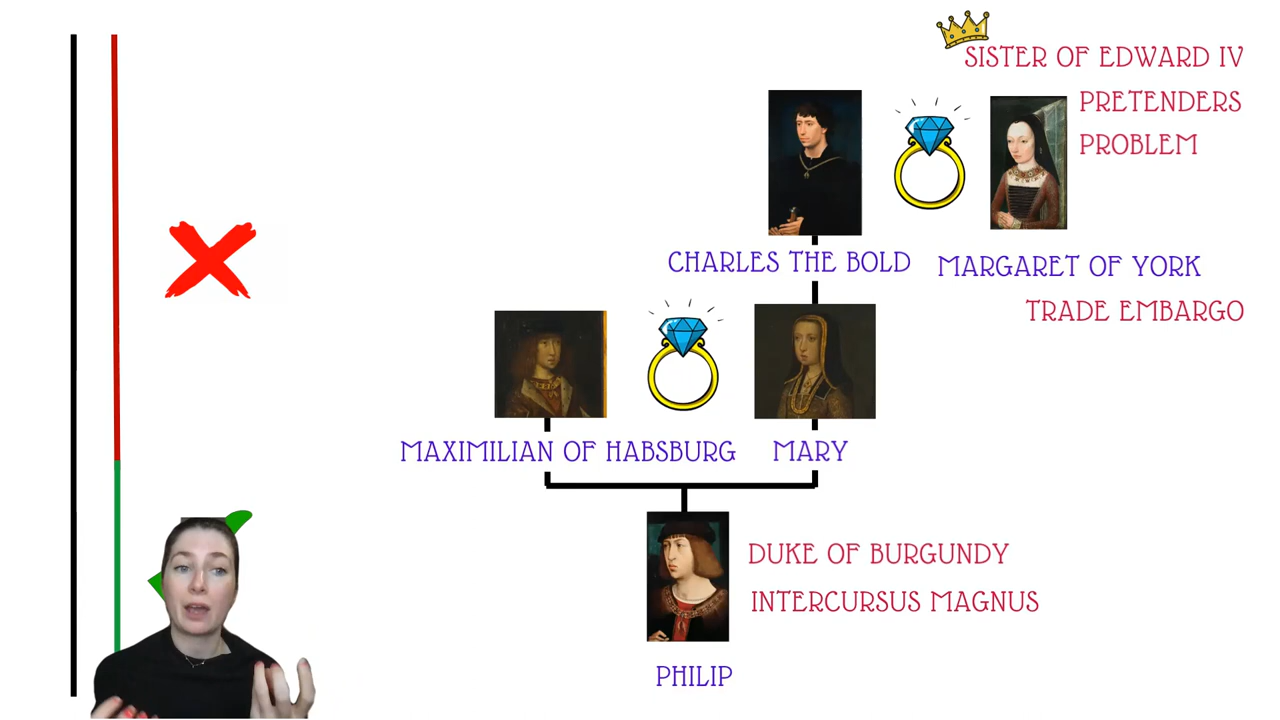 SISTER OF EDWARD IV
PRETENDERS
PROBLEM
CHARLES THE BOLD
MARGARET OF YORK
TRADE EMBARGO
MAXIMILIAN OF HABSBURG
MARY
DUKE OF BURGUNDY
INTERCURSUS MAGNUS
PHILIP